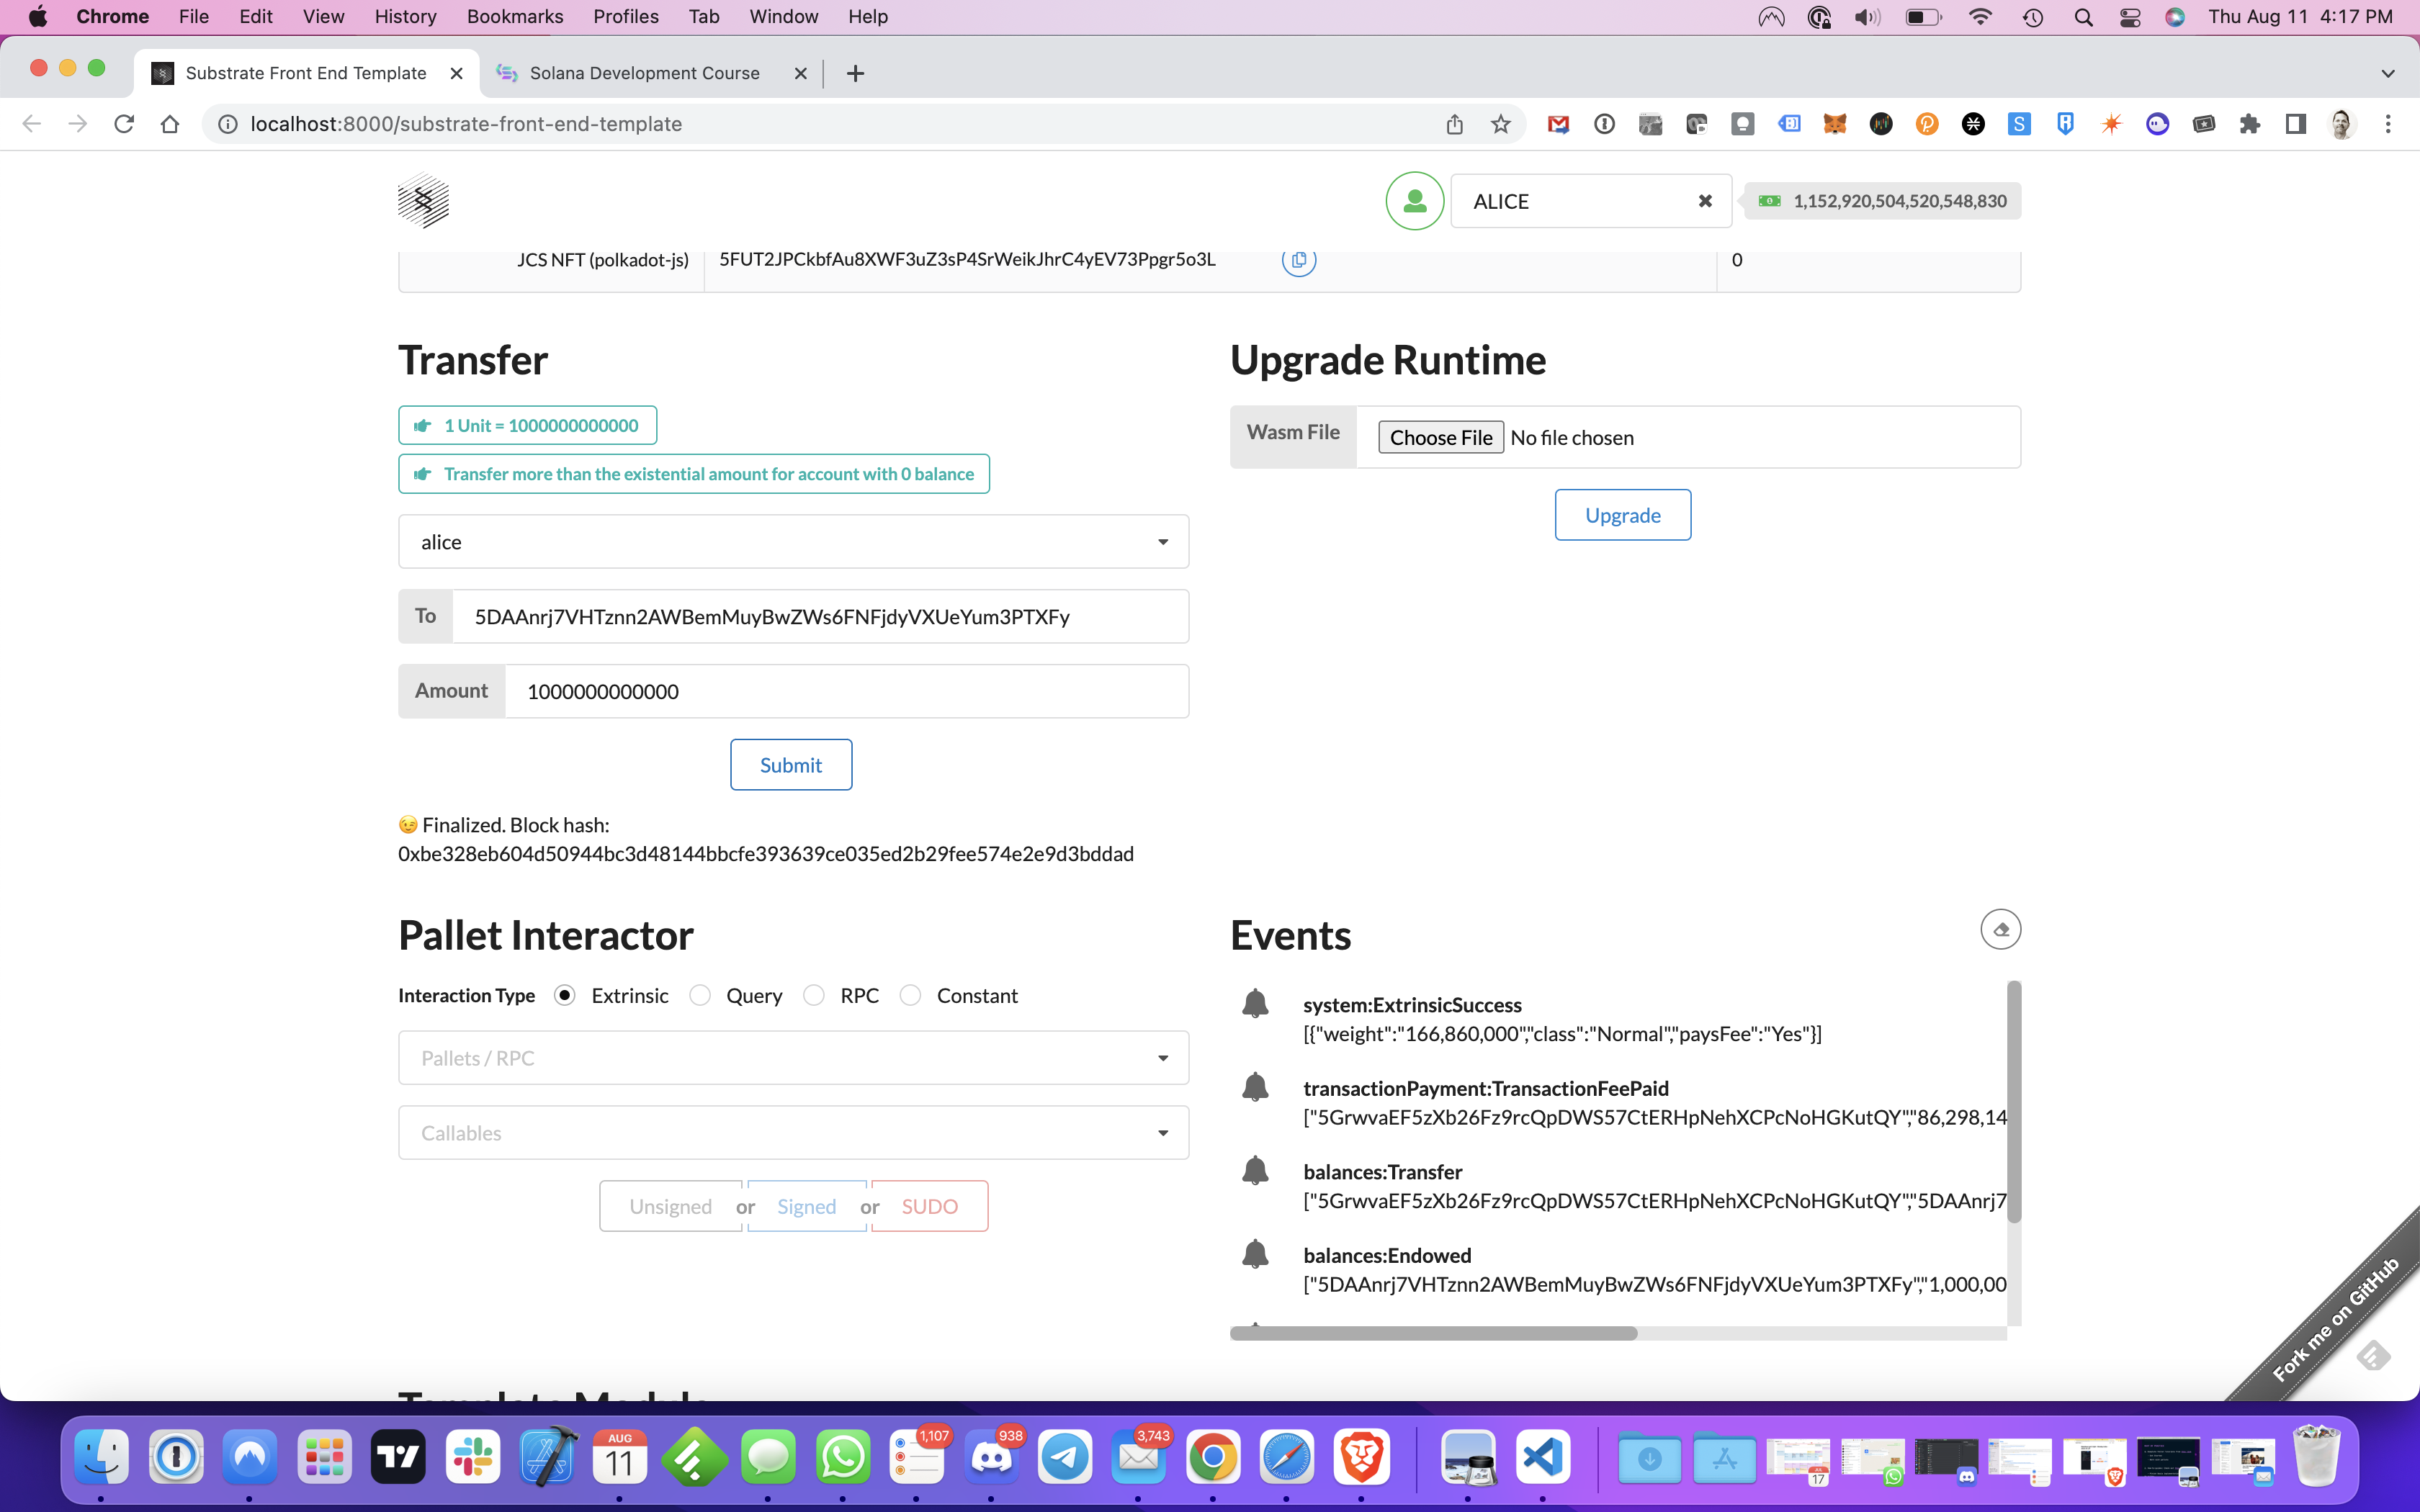 Chrome File Edit View History Bookmarks Profiles Tab Window Help Thu Aug 11 4:17 PM
Substrate Front End Template Solana Development Course
localhost:8000/substrate-front-end-template
ALICE 1,152,920,504,520,548,830
JCS NFT (polkadot-js) 5FUT2JPCkbfAu8XWF3uZ3sP4SrWeikJhrC4yEV73Ppgr5o3L 0
Transfer
1 Unit = 1000000000000
Transfer more than the existential amount for account with 0 balance
alice
To 5DAAnrj7VHTznn2AWBemMuyBwZWs6FNFjdyVXUeYum3PTXFy
Amount 1000000000000
Submit
😉 Finalized. Block hash:
0xbe328eb604d50944bc3d48144bbcfe393639ce035ed2b29fee574e2e9d3bddad
Upgrade Runtime
Wasm File Choose File No file chosen
Upgrade
Pallet Interactor
Interaction Type Extrinsic Query RPC Constant
Pallets / RPC
Callables
Unsigned or Signed or SUDO
Events
system:ExtrinsicSuccess
[{"weight":"166,860,000""class":"Normal""paysFee":"Yes"}]
transactionPayment:TransactionFeePaid
["5GrwvaEF5zXb26Fz9rcQpDWS57CtERHpNehXCPcNoHGKutQY""86,298,14
balances:Transfer
["5GrwvaEF5zXb26Fz9rcQpDWS57CtERHpNehXCPcNoHGKutQY""5DAAnrj7
balances:Endowed
["5DAAnrj7VHTznn2AWBemMuyBwZWs6FNFjdyVXUeYum3PTXFy""1,000,00
Fork me on GitHub
Template Module
AUG
11
1,107
938
3,743
17